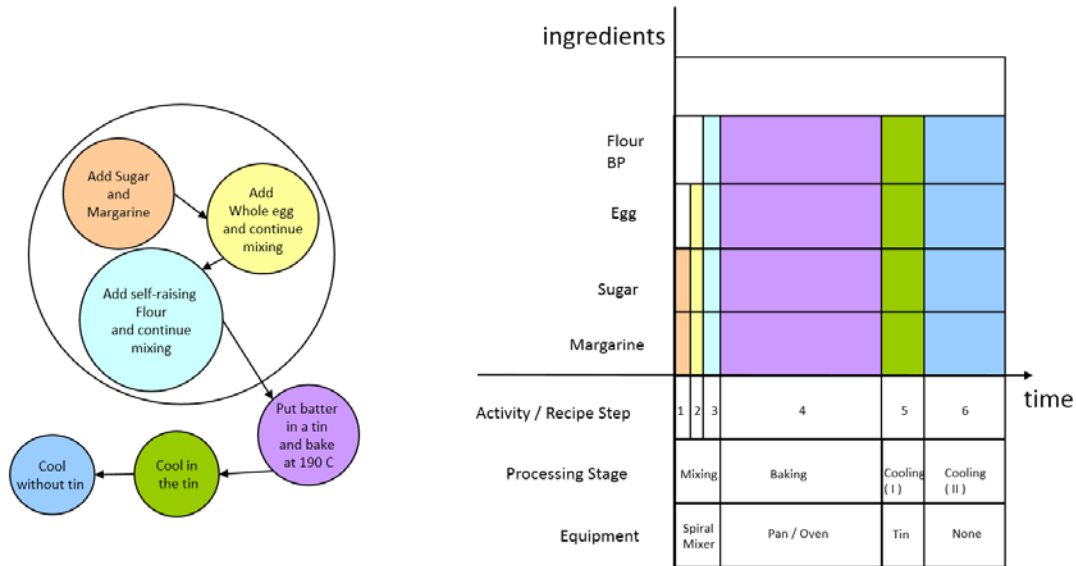 Add Sugar
and
Margarine
Add
Whole egg
and continue
mixing
Add self-raising
Flour
and continue
mixing
Put batter
in a tin
and bake
at 190 C
Cool in
the tin
Cool
without tin
ingredients
Flour
BP
Egg
Sugar
Margarine
time
Activity / Recipe Step
1
2
3
4
5
6
Processing Stage
Mixing
Baking
Cooling
( I )
Cooling
( II )
Equipment
Spiral
Mixer
Pan / Oven
Tin
None